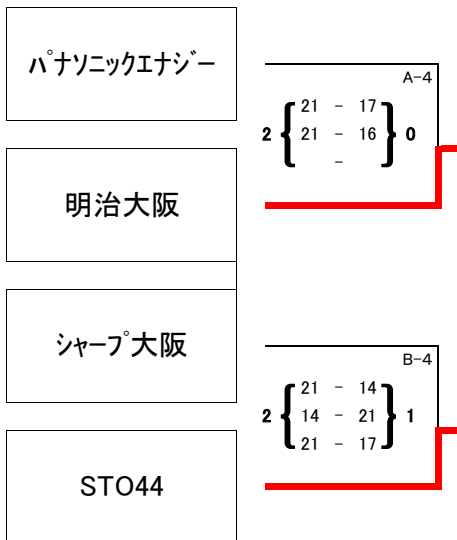 ﾊﾟﾅソニックエナジー
A-4
21 - 17
2 { 21 - 16 } 0
-
明治大阪
シャープ大阪
B-4
21 - 14
2 { 14 - 21 } 1
21 - 17
STO44